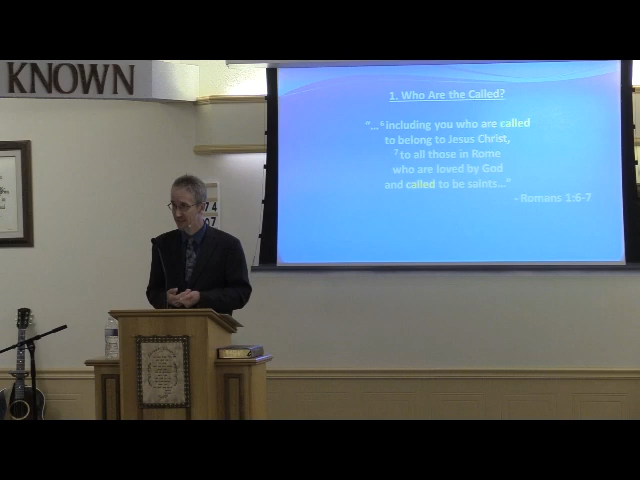 KNOWN
1. Who Are the Called?
"...⁶ including you who are called
to belong to Jesus Christ,
⁷ to all those in Rome
who are loved by God
and called to be saints..."
- Romans 1:6-7